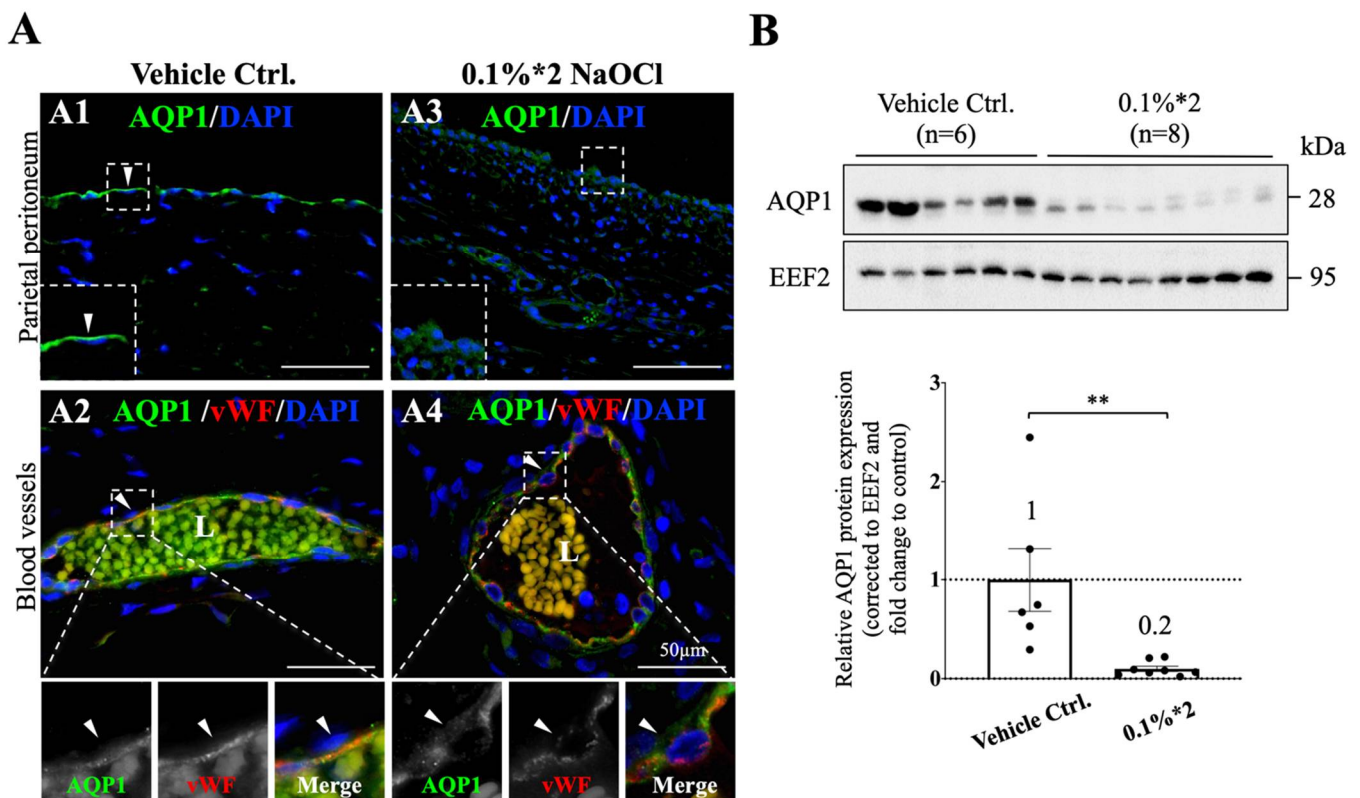 A
Vehicle Ctrl.
0.1%*2 NaOCl
Parietal peritoneum
A1
AQP1/DAPI
A3
AQP1/DAPI
Blood vessels
A2
AQP1 /vWF/DAPI
L
A4
AQP1/vWF/DAPI
L
50μm
AQP1
vWF
Merge
AQP1
vWF
Merge
B
Vehicle Ctrl.
(n=6)
0.1%*2
(n=8)
kDa
AQP1
28
EEF2
95
Relative AQP1 protein expression
(corrected to EEF2 and
fold change to control)
3
2
1
0
**
1
0.2
Vehicle Ctrl.
0.1%*2